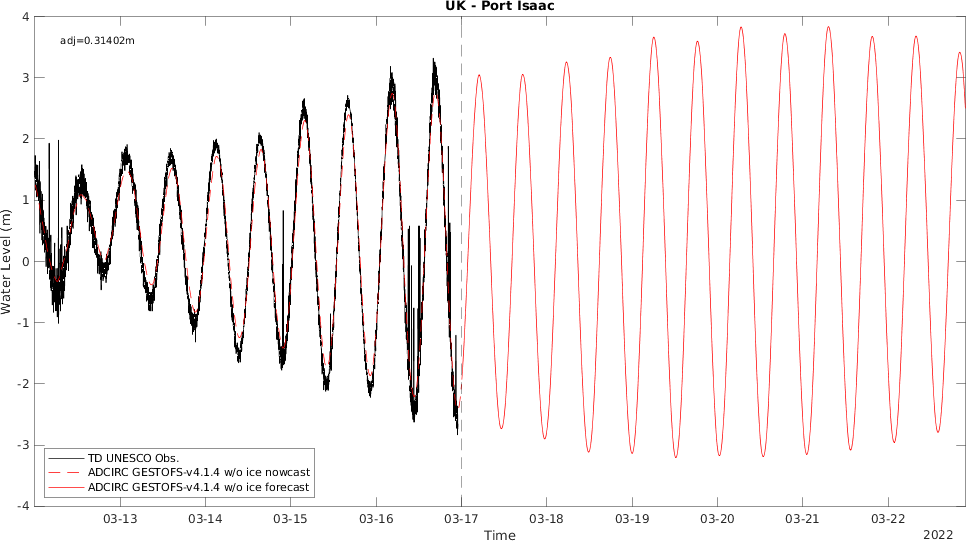 UK - Port Isaac
adj=0.31402m
Water Level (m)
4
3
2
1
0
-1
-2
-3
-4
TD UNESCO Obs.
ADCIRC GESTOFS-v4.1.4 w/o ice nowcast
ADCIRC GESTOFS-v4.1.4 w/o ice forecast
03-13 03-14 03-15 03-16 03-17 03-18 03-19 03-20 03-21 03-22
Time
2022